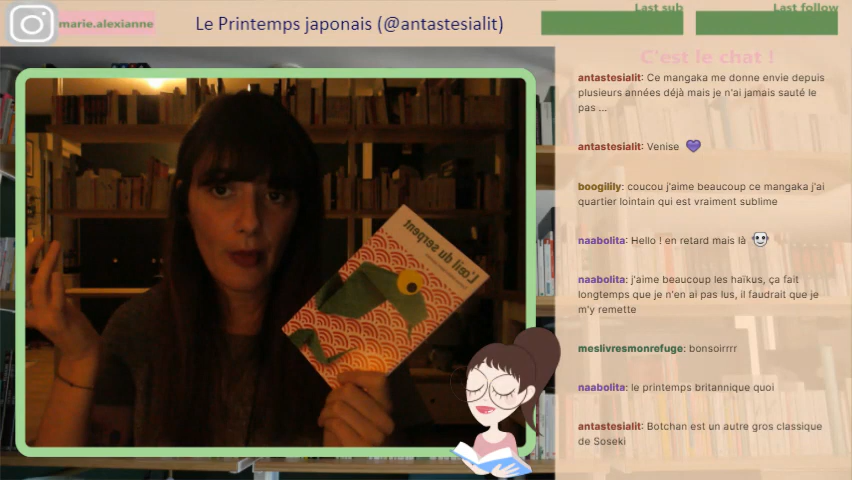 marie.alexianne
Le Printemps japonais (@antastesialit)
Last sub
Last follow
C'est le chat !
antastesialit: Ce mangaka me donne envie depuis
plusieurs années déjà mais je n'ai jamais sauté le
pas ...
antastesialit: Venise
boogilily: coucou j'aime beaucoup ce mangaka j'ai
quartier lointain qui est vraiment sublime
naabolita: Hello ! en retard mais là
naabolita: j'aime beaucoup les haïkus, ça fait
longtemps que je n'en ai pas lus, il faudrait que je
m'y remette
meslivresmonrefuge: bonsoirrrr
naabolita: le printemps britannique quoi
antastesialit: Botchan est un autre gros classique
de Soseki
L'œil du serpent